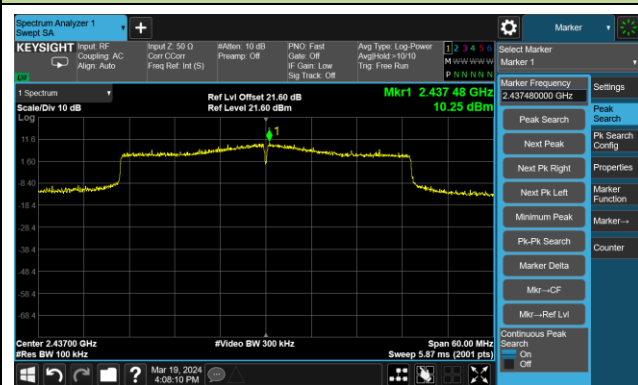 Spectrum Analyzer 1
Swept SA
Marker
KEYSIGHT
Input: RF
Coupling: AC
Align: Auto
Input Z: 50 Ω
Corr CCorr
Freq Ref: Int (S)
#Atten: 10 dB
Preamp: Off
PNO: Fast
Gate: Off
IF Gain: Low
Sig Track: Off
Avg Type: Log-Power
Avg|Hold:>10/10
Trig: Free Run
1 2 3 4 5 6
M W W W W W
P N N N N N
Select Marker
Marker 1
LXI
1 Spectrum
Scale/Div 10 dB
Log
Ref Lvl Offset 21.60 dB
Ref Level 21.60 dBm
Mkr1 2.437 48 GHz
10.25 dBm
1
11.6
1.60
-8.40
-18.4
-28.4
-38.4
-48.4
-58.4
-68.4
Center 2.43700 GHz
#Res BW 100 kHz
#Video BW 300 kHz
Span 60.00 MHz
Sweep 5.87 ms (2001 pts)
Marker Frequency
2.437480000 GHz
Peak Search
Next Peak
Next Pk Right
Next Pk Left
Minimum Peak
Pk-Pk Search
Marker Delta
Mkr→CF
Mkr→Ref Lvl
Continuous Peak
Search
On
Off
Settings
Peak
Search
Pk Search
Config
Properties
Marker
Function
Marker→
Counter
?
Mar 19, 2024
4:08:10 PM